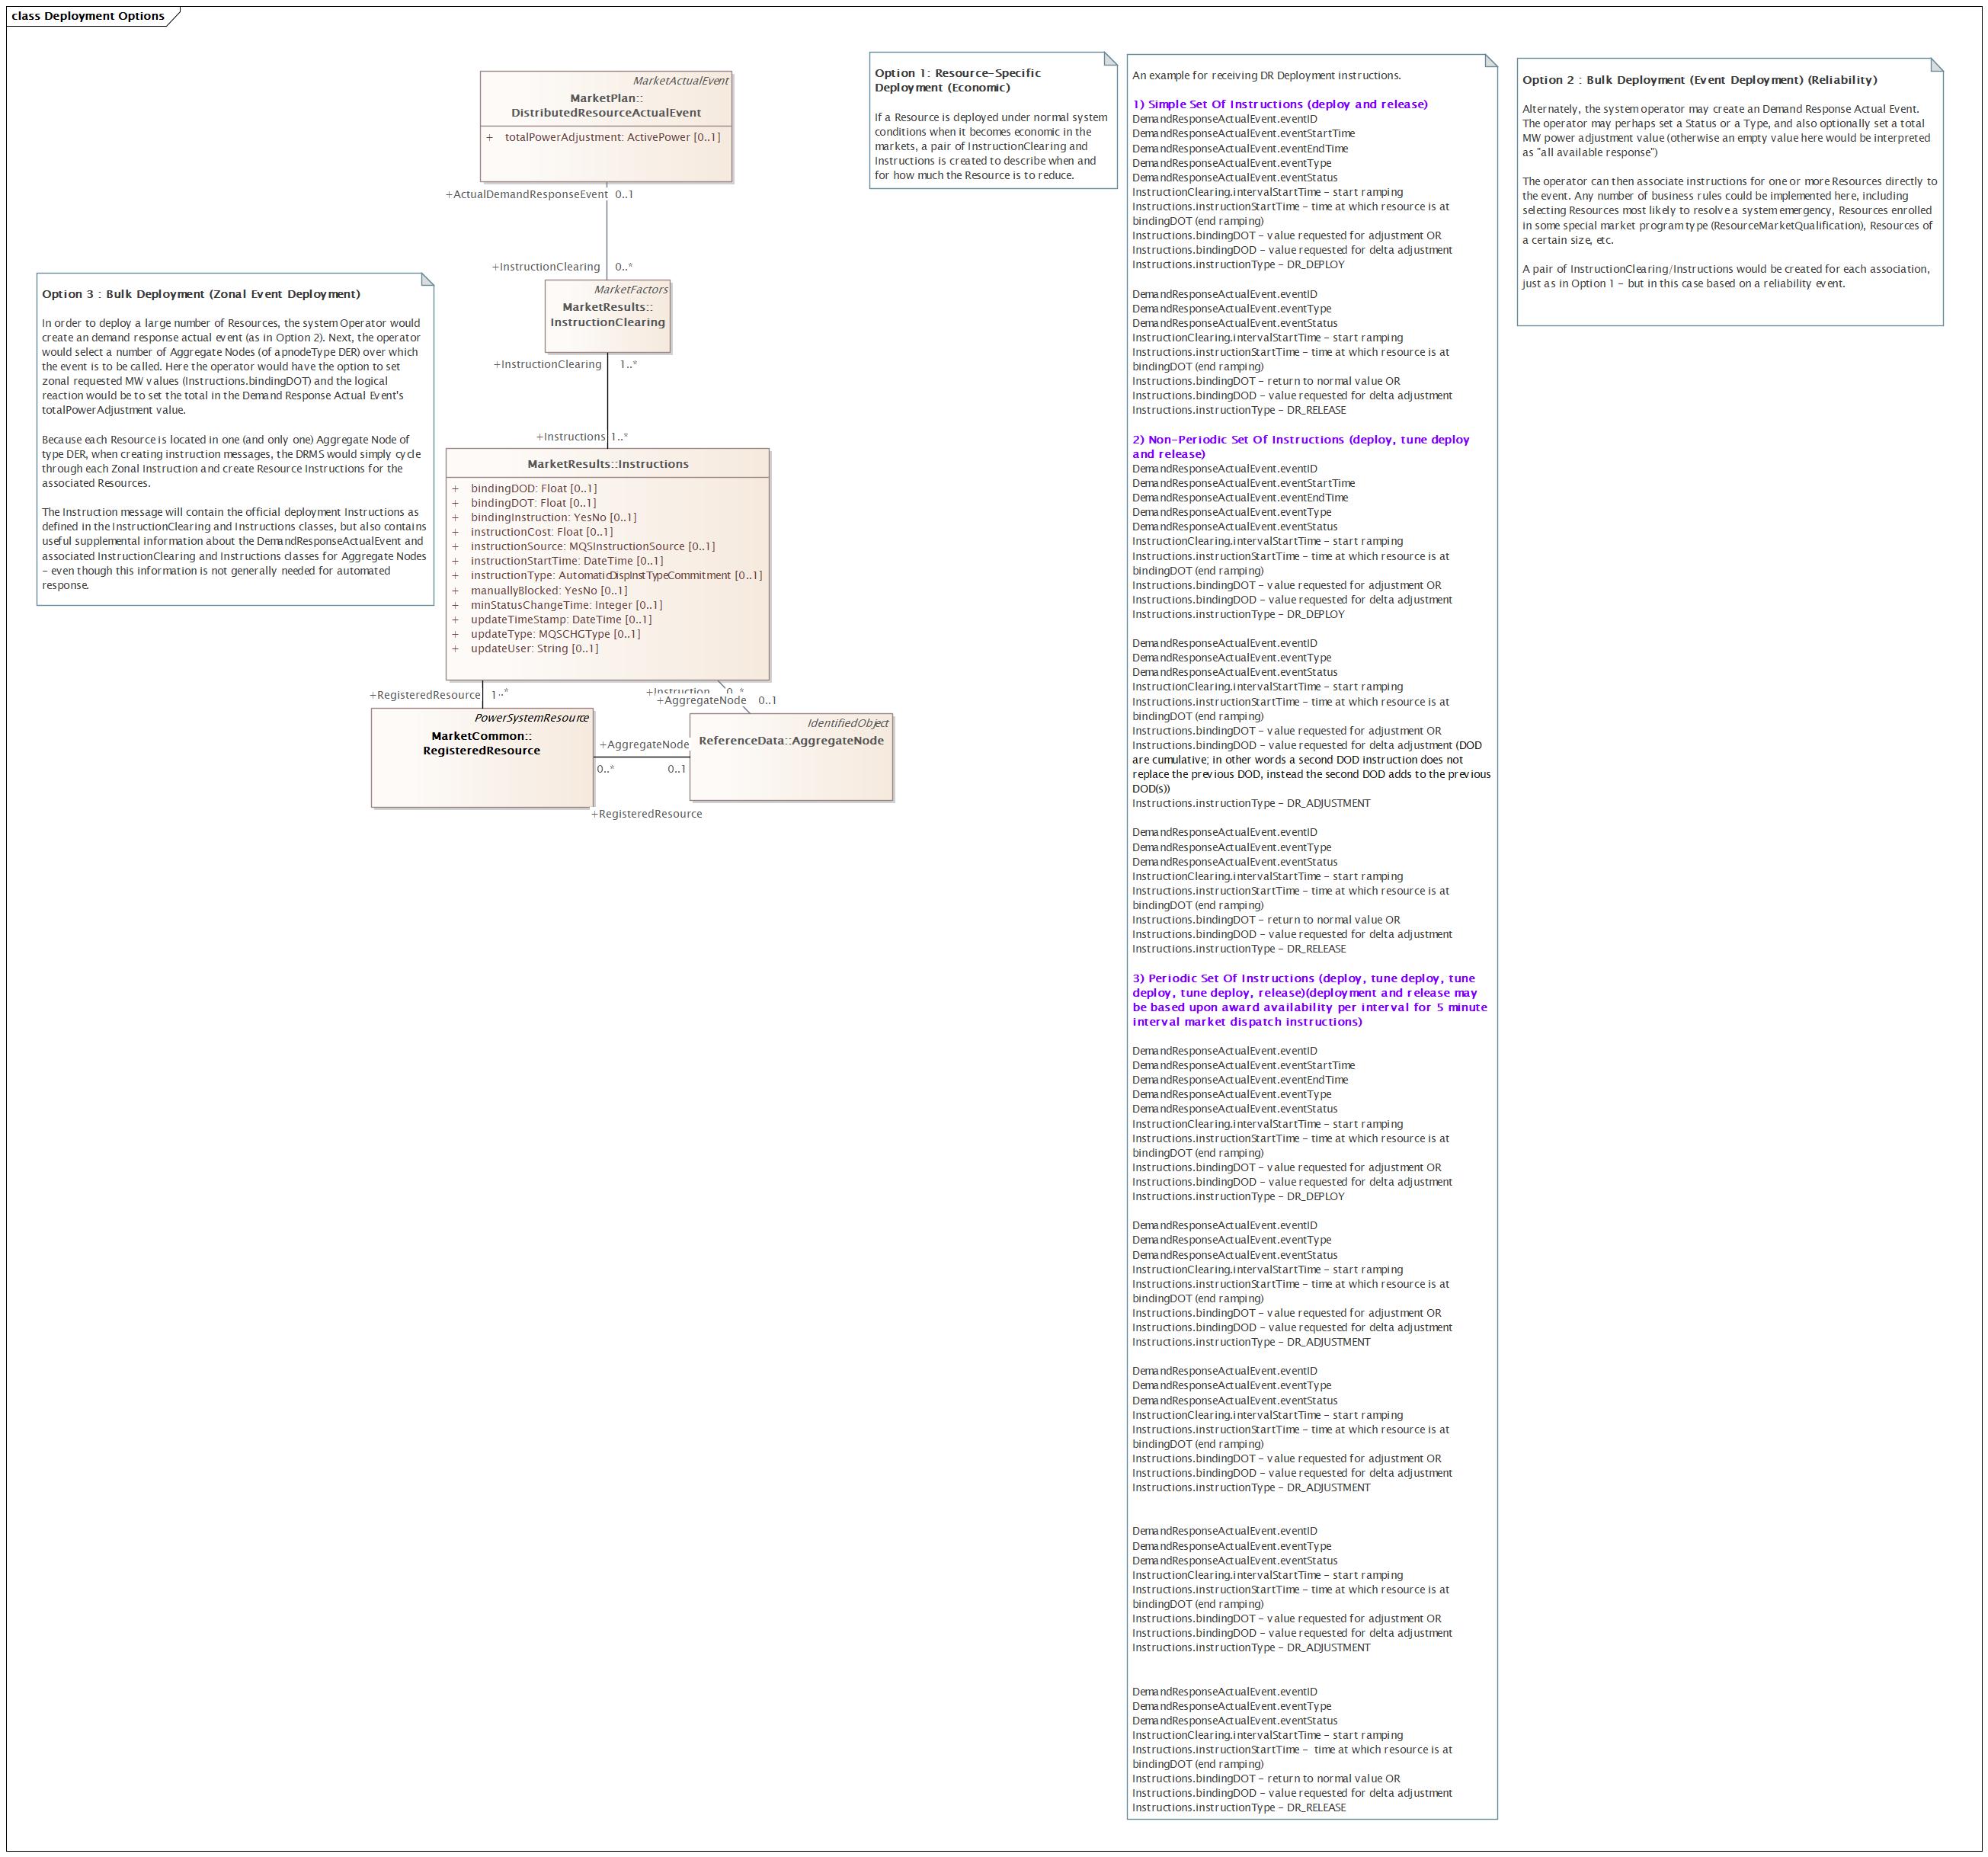 class Deployment Options
MarketActualEvent
MarketPlan::
DistributedResourceActualEvent
+ totalPowerAdjustment: ActivePower [0..1]
+ActualDemandResponseEvent 0..1
+InstructionClearing 0..*
MarketFactors
MarketResults::
InstructionClearing
+InstructionClearing 1..*
+Instructions 1..*
MarketResults::Instructions
+ bindingDOD: Float [0..1]
+ bindingDOT: Float [0..1]
+ bindingInstruction: YesNo [0..1]
+ instructionCost: Float [0..1]
+ instructionSource: MQSInstructionSource [0..1]
+ instructionStartTime: DateTime [0..1]
+ instructionType: AutomaticDispInstTypeCommitment [0..1]
+ manuallyBlocked: YesNo [0..1]
+ minStatusChangeTime: Integer [0..1]
+ updateTimeStamp: DateTime [0..1]
+ updateType: MQSCHGType [0..1]
+ updateUser: String [0..1]
+RegisteredResource 1..*
+Instruction 0..*
+AggregateNode 0..1
PowerSystemResource
MarketCommon::
RegisteredResource
+AggregateNode
0..* 0..1
+RegisteredResource
IdentifiedObject
ReferenceData::AggregateNode
Option 3 : Bulk Deployment (Zonal Event Deployment)
In order to deploy a large number of Resources, the system Operator would
create an demand response actual event (as in Option 2). Next, the operator
would select a number of Aggregate Nodes (of apnodeType DER) over which
the event is to be called. Here the operator would have the option to set
zonal requested MW values (Instructions.bindingDOT) and the logical
reaction would be to set the total in the Demand Response Actual Event's
totalPowerAdjustment value.
Because each Resource is located in one (and only one) Aggregate Node of
type DER, when creating instruction messages, the DRMS would simply cycle
through each Zonal Instruction and create Resource Instructions for the
associated Resources.
The Instruction message will contain the official deployment Instructions as
defined in the InstructionClearing and Instructions classes, but also contains
useful supplemental information about the DemandResponseActualEvent and
associated InstructionClearing and Instructions classes for Aggregate Nodes
- even though this information is not generally needed for automated
response.
Option 1: Resource-Specific
Deployment (Economic)
If a Resource is deployed under normal system
conditions when it becomes economic in the
markets, a pair of InstructionClearing and
Instructions is created to describe when and
for how much the Resource is to reduce.
An example for receiving DR Deployment instructions.
1) Simple Set Of Instructions (deploy and release)
DemandResponseActualEvent.eventID
DemandResponseActualEvent.eventStartTime
DemandResponseActualEvent.eventEndTime
DemandResponseActualEvent.eventType
DemandResponseActualEvent.eventStatus
InstructionClearing.intervalStartTime - start ramping
Instructions.instructionStartTime - time at which resource is at
bindingDOT (end ramping)
Instructions.bindingDOT - value requested for adjustment OR
Instructions.bindingDOD - value requested for delta adjustment
Instructions.instructionType - DR_DEPLOY
DemandResponseActualEvent.eventID
DemandResponseActualEvent.eventType
DemandResponseActualEvent.eventStatus
InstructionClearing.intervalStartTime - start ramping
Instructions.instructionStartTime - time at which resource is at
bindingDOT (end ramping)
Instructions.bindingDOT - return to normal value OR
Instructions.bindingDOD - value requested for delta adjustment
Instructions.instructionType - DR_RELEASE
2) Non-Periodic Set Of Instructions (deploy, tune deploy
and release)
DemandResponseActualEvent.eventID
DemandResponseActualEvent.eventStartTime
DemandResponseActualEvent.eventEndTime
DemandResponseActualEvent.eventType
DemandResponseActualEvent.eventStatus
InstructionClearing.intervalStartTime - start ramping
Instructions.instructionStartTime - time at which resource is at
bindingDOT (end ramping)
Instructions.bindingDOT - value requested for adjustment OR
Instructions.bindingDOD - value requested for delta adjustment
Instructions.instructionType - DR_DEPLOY
DemandResponseActualEvent.eventID
DemandResponseActualEvent.eventType
DemandResponseActualEvent.eventStatus
InstructionClearing.intervalStartTime - start ramping
Instructions.instructionStartTime - time at which resource is at
bindingDOT (end ramping)
Instructions.bindingDOT - value requested for adjustment OR
Instructions.bindingDOD - value requested for delta adjustment (DOD
are cumulative; in other words a second DOD instruction does not
replace the previous DOD, instead the second DOD adds to the previous
DOD(s))
Instructions.instructionType - DR_ADJUSTMENT
DemandResponseActualEvent.eventID
DemandResponseActualEvent.eventType
DemandResponseActualEvent.eventStatus
InstructionClearing.intervalStartTime - start ramping
Instructions.instructionStartTime - time at which resource is at
bindingDOT (end ramping)
Instructions.bindingDOT - return to normal value OR
Instructions.bindingDOD - value requested for delta adjustment
Instructions.instructionType - DR_RELEASE
3) Periodic Set Of Instructions (deploy, tune deploy, tune
deploy, tune deploy, release)(deployment and release may
be based upon award availability per interval for 5 minute
interval market dispatch instructions)
DemandResponseActualEvent.eventID
DemandResponseActualEvent.eventStartTime
DemandResponseActualEvent.eventEndTime
DemandResponseActualEvent.eventType
DemandResponseActualEvent.eventStatus
InstructionClearing.intervalStartTime - start ramping
Instructions.instructionStartTime - time at which resource is at
bindingDOT (end ramping)
Instructions.bindingDOT - value requested for adjustment OR
Instructions.bindingDOD - value requested for delta adjustment
Instructions.instructionType - DR_DEPLOY
DemandResponseActualEvent.eventID
DemandResponseActualEvent.eventType
DemandResponseActualEvent.eventStatus
InstructionClearing.intervalStartTime - start ramping
Instructions.instructionStartTime - time at which resource is at
bindingDOT (end ramping)
Instructions.bindingDOT - value requested for adjustment OR
Instructions.bindingDOD - value requested for delta adjustment
Instructions.instructionType - DR_ADJUSTMENT
DemandResponseActualEvent.eventID
DemandResponseActualEvent.eventType
DemandResponseActualEvent.eventStatus
InstructionClearing.intervalStartTime - start ramping
Instructions.instructionStartTime - time at which resource is at
bindingDOT (end ramping)
Instructions.bindingDOT - value requested for adjustment OR
Instructions.bindingDOD - value requested for delta adjustment
Instructions.instructionType - DR_ADJUSTMENT
DemandResponseActualEvent.eventID
DemandResponseActualEvent.eventType
DemandResponseActualEvent.eventStatus
InstructionClearing.intervalStartTime - start ramping
Instructions.instructionStartTime - time at which resource is at
bindingDOT (end ramping)
Instructions.bindingDOT - value requested for adjustment OR
Instructions.bindingDOD - value requested for delta adjustment
Instructions.instructionType - DR_ADJUSTMENT
DemandResponseActualEvent.eventID
DemandResponseActualEvent.eventType
DemandResponseActualEvent.eventStatus
InstructionClearing.intervalStartTime - start ramping
Instructions.instructionStartTime - time at which resource is at
bindingDOT (end ramping)
Instructions.bindingDOT - return to normal value OR
Instructions.bindingDOD - value requested for delta adjustment
Instructions.instructionType - DR_RELEASE
Option 2 : Bulk Deployment (Event Deployment) (Reliability)
Alternately, the system operator may create an Demand Response Actual Event.
The operator may perhaps set a Status or a Type, and also optionally set a total
MW power adjustment value (otherwise an empty value here would be interpreted
as "all available response")
The operator can then associate instructions for one or more Resources directly to
the event. Any number of business rules could be implemented here, including
selecting Resources most likely to resolve a system emergency, Resources enrolled
in some special market program type (ResourceMarketQualification), Resources of
a certain size, etc.
A pair of InstructionClearing/Instructions would be created for each association,
just as in Option 1 - but in this case based on a reliability event.